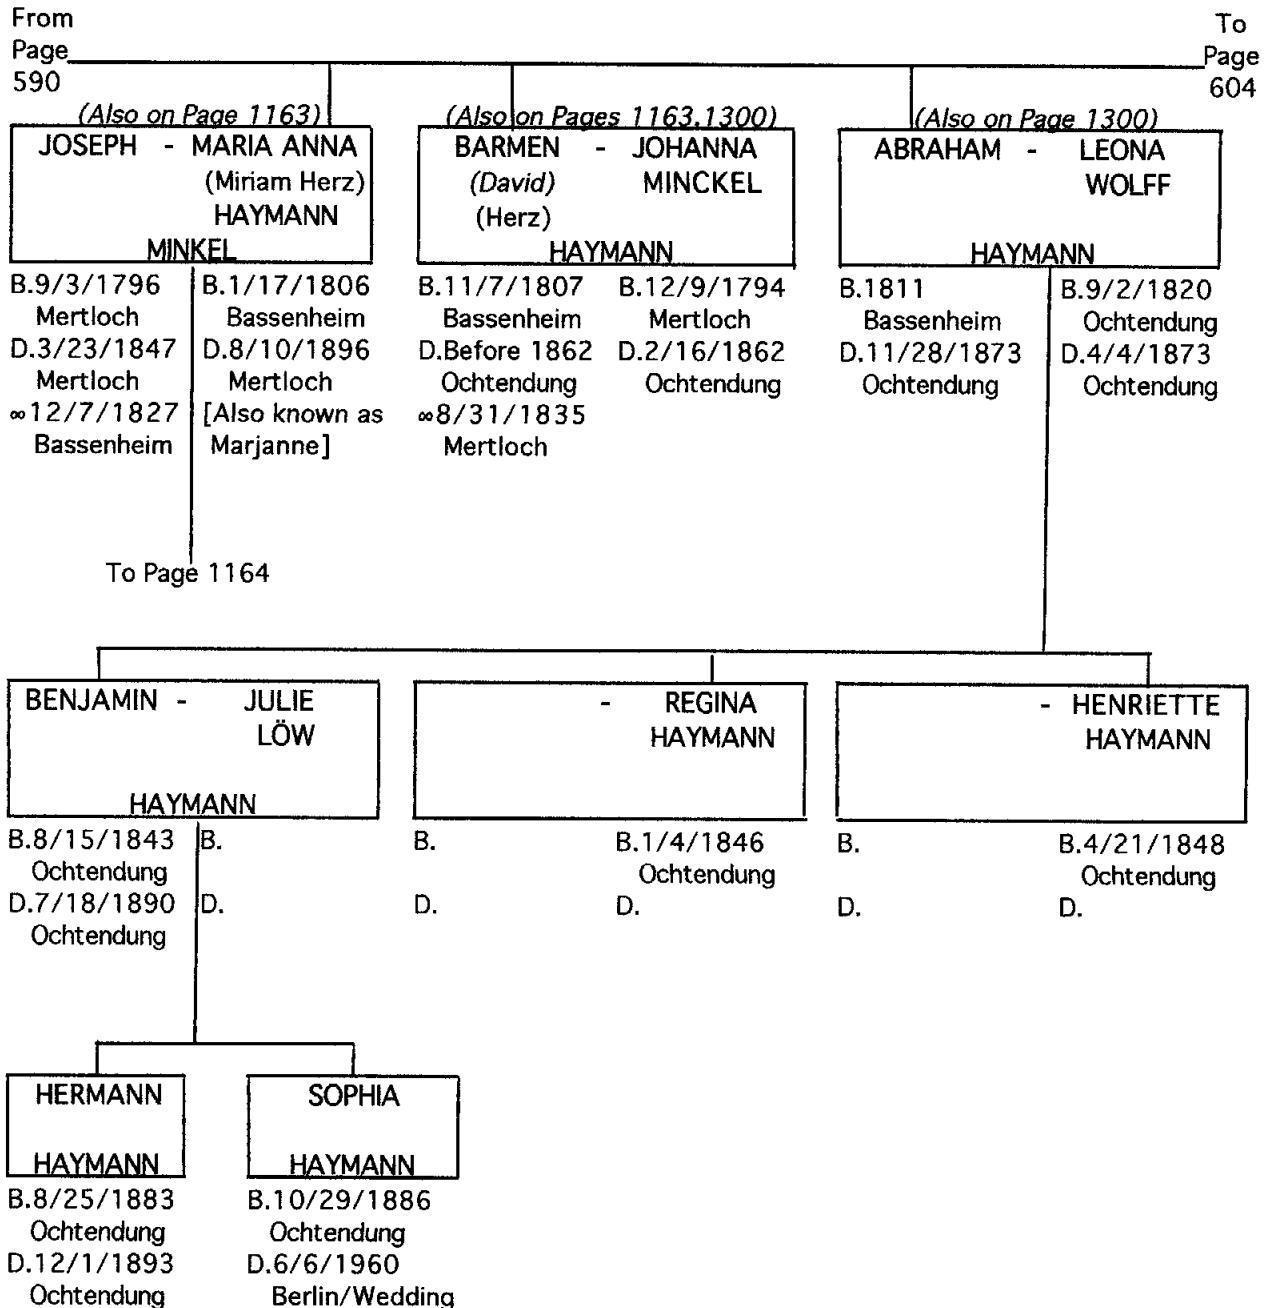 From
Page
590
To
Page
604
(Also on Page 1163)
JOSEPH - MARIA ANNA
(Miriam Herz)
HAYMANN
MINKEL
B.9/3/1796
Mertloch
D.3/23/1847
Mertloch
∞12/7/1827
Bassenheim
B.1/17/1806
Bassenheim
D.8/10/1896
Mertloch
[Also known as
Marjanne]
To Page 1164
(Also on Pages 1163,1300)
BARMEN - JOHANNA
(David) MINCKEL
(Herz)
HAYMANN
B.11/7/1807
Bassenheim
D.Before 1862
Ochtendung
∞8/31/1835
Mertloch
B.12/9/1794
Mertloch
D.2/16/1862
Ochtendung
(Also on Page 1300)
ABRAHAM - LEONA
WOLFF
HAYMANN
B.1811
Bassenheim
D.11/28/1873
Ochtendung
B.9/2/1820
Ochtendung
D.4/4/1873
Ochtendung
BENJAMIN - JULIE
LÖW
HAYMANN
B.8/15/1843
Ochtendung
D.7/18/1890
Ochtendung
B.
D.
- REGINA
HAYMANN
B.
D.
B.1/4/1846
Ochtendung
D.
- HENRIETTE
HAYMANN
B.
D.
B.4/21/1848
Ochtendung
D.
HERMANN
HAYMANN
B.8/25/1883
Ochtendung
D.12/1/1893
Ochtendung
SOPHIA
HAYMANN
B.10/29/1886
Ochtendung
D.6/6/1960
Berlin/Wedding